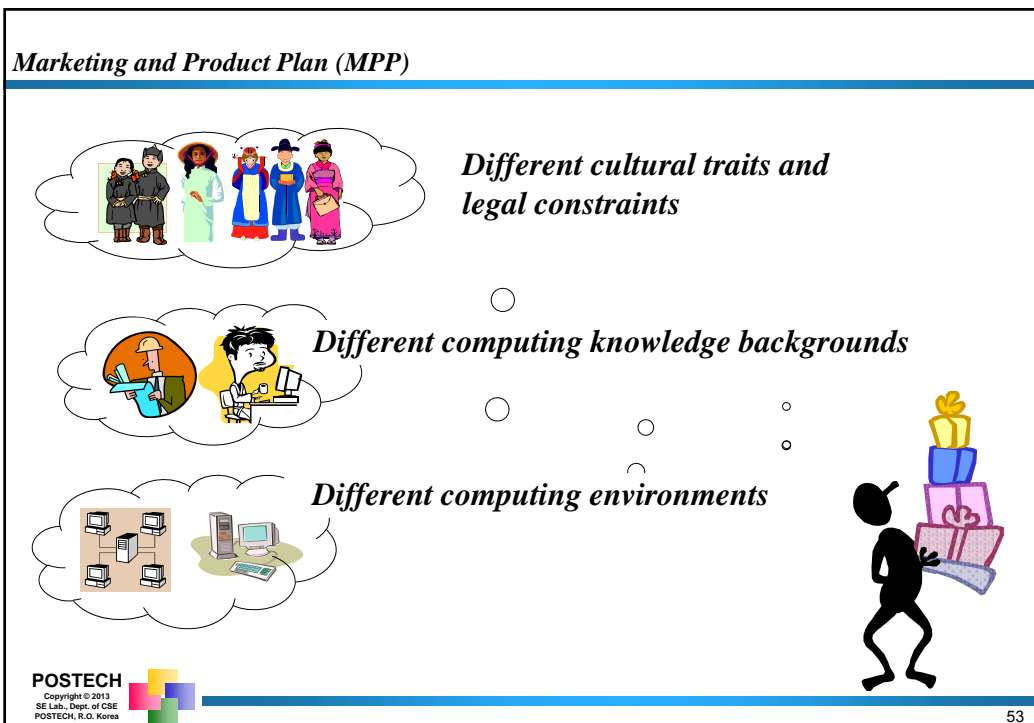 Marketing and Product Plan (MPP)
Different cultural traits and
legal constraints
Different computing knowledge backgrounds
Different computing environments
POSTECH
Copyright © 2013
SE Lab., Dept. of CSE
POSTECH, R.O. Korea
53